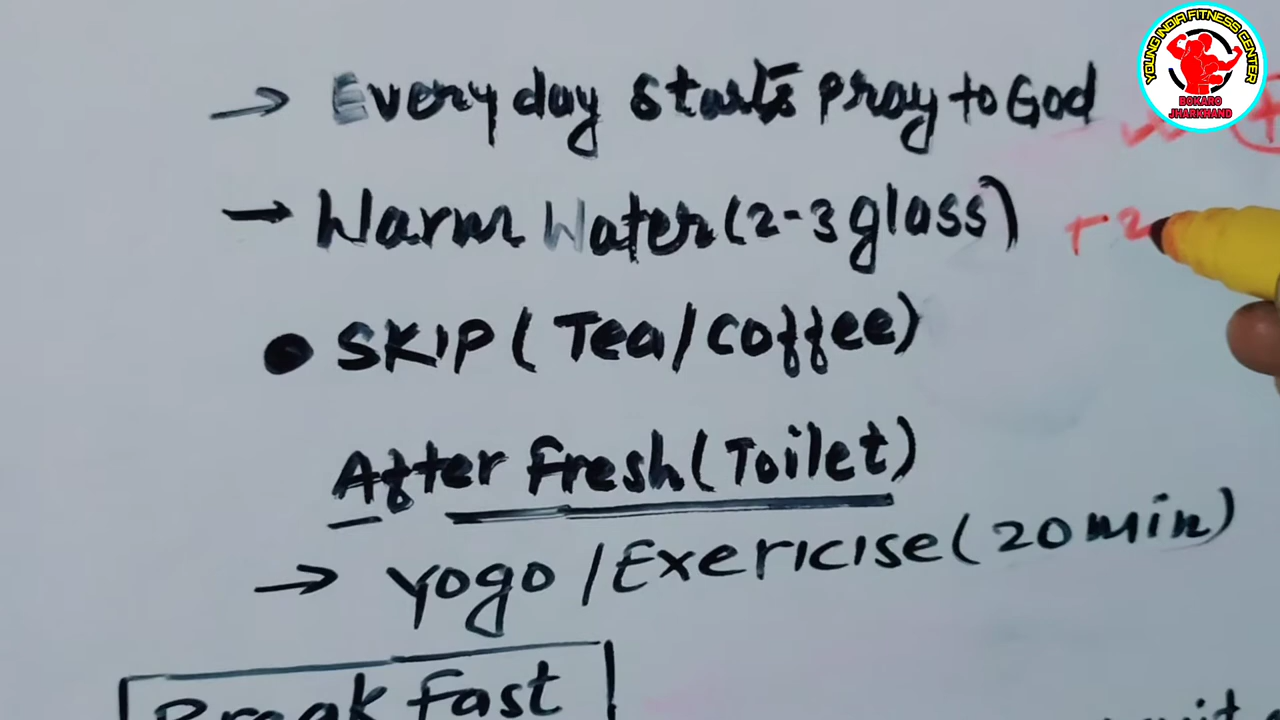 YOUNG INDIA FITNESS CENTER
BOKARO
JHARKHAND
→ Every day starts pray to God
→ Warm Water (2-3 glass)
● SKIP (Tea/Coffee)
After Fresh (Toilet)
→ Yogo / Exericise (20 min)
Break Fast